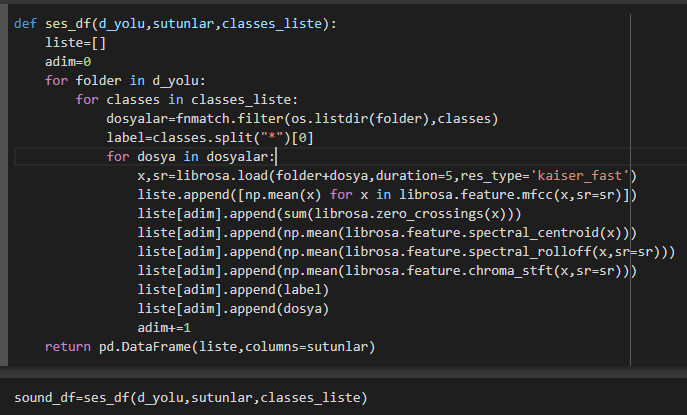 def ses_df(d_yolu,sutunlar,classes_liste):
    liste=[]
    adim=0
    for folder in d_yolu:
        for classes in classes_liste:
            dosyalar=fnmatch.filter(os.listdir(folder),classes)
            label=classes.split("*")[0]
            for dosya in dosyalar:
                x,sr=librosa.load(folder+dosya,duration=5,res_type='kaiser_fast')
                liste.append([np.mean(x) for x in librosa.feature.mfcc(x,sr=sr)])
                liste[adim].append(sum(librosa.zero_crossings(x)))
                liste[adim].append(np.mean(librosa.feature.spectral_centroid(x)))
                liste[adim].append(np.mean(librosa.feature.spectral_rolloff(x,sr=sr)))
                liste[adim].append(np.mean(librosa.feature.chroma_stft(x,sr=sr)))
                liste[adim].append(label)
                liste[adim].append(dosya)
                adim+=1
    return pd.DataFrame(liste,columns=sutunlar)
sound_df=ses_df(d_yolu,sutunlar,classes_liste)